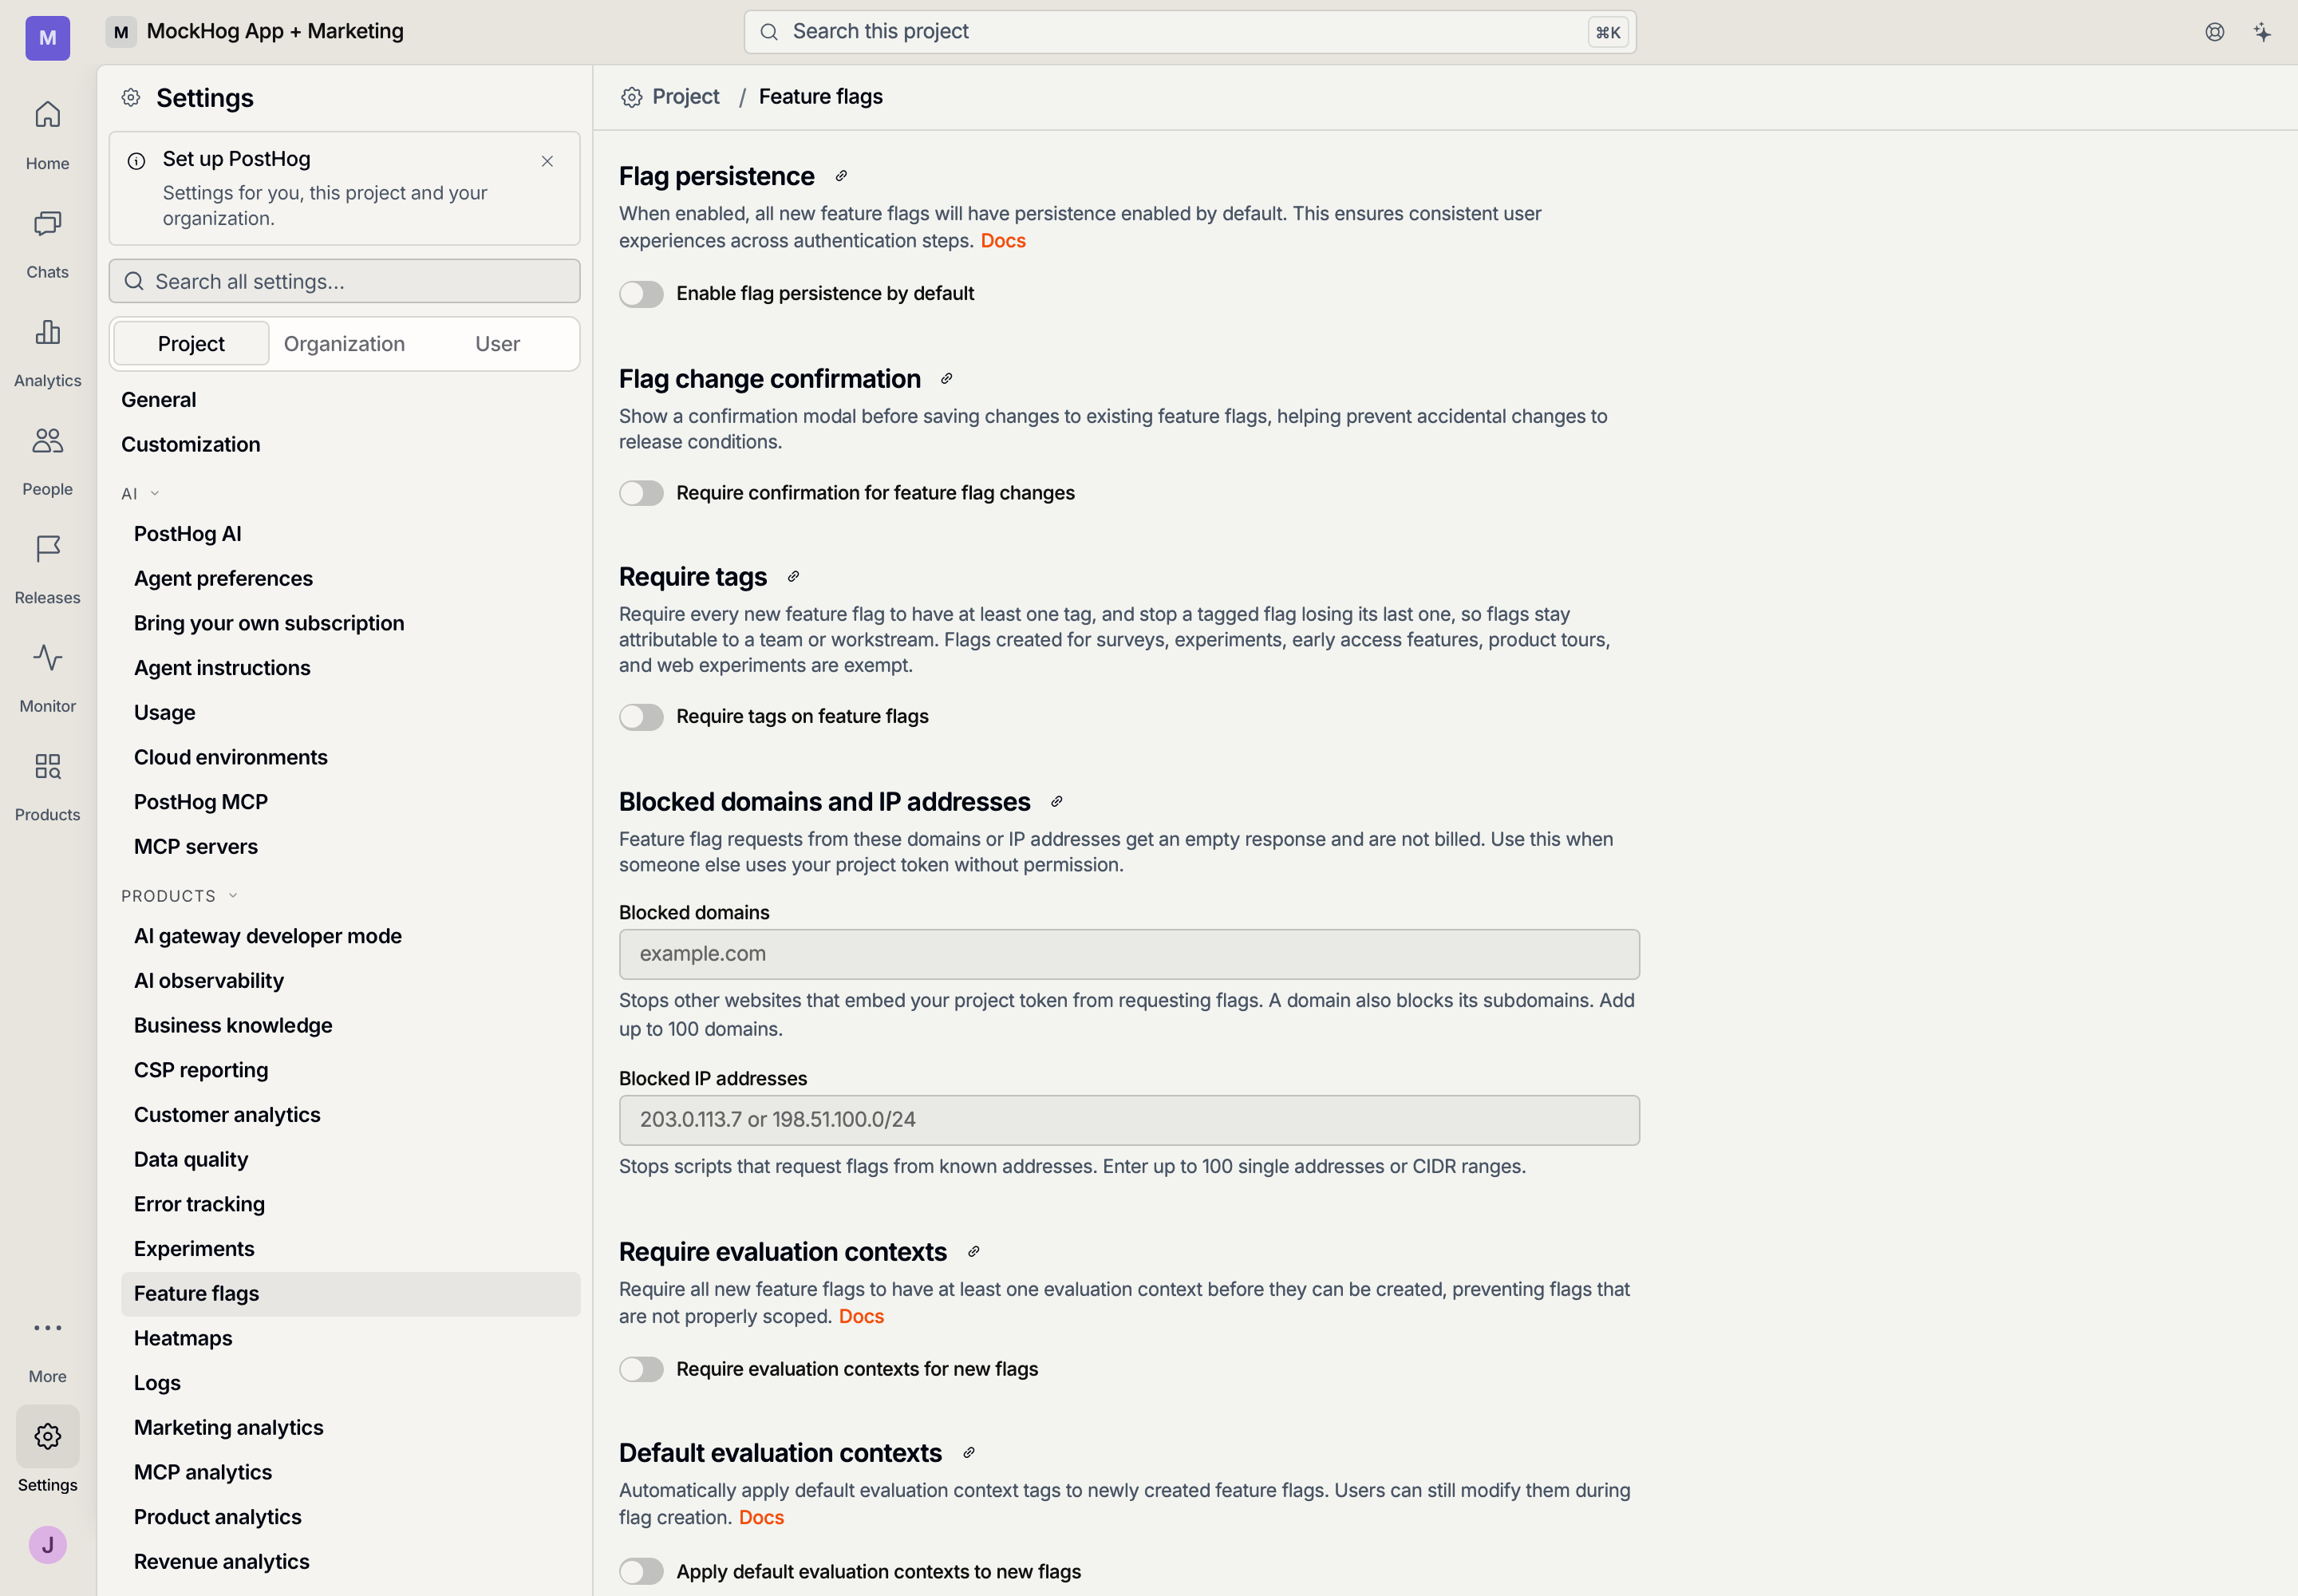 M
M MockHog App + Marketing
Search this project
⌘K
Home
Chats
Analytics
People
Releases
Monitor
Products
More
Settings
J
Settings
Set up PostHog
Settings for you, this project and your
organization.
Search all settings...
Project Organization User
General
Customization
AI
PostHog AI
Agent preferences
Bring your own subscription
Agent instructions
Usage
Cloud environments
PostHog MCP
MCP servers
PRODUCTS
AI gateway developer mode
AI observability
Business knowledge
CSP reporting
Customer analytics
Data quality
Error tracking
Experiments
Feature flags
Heatmaps
Logs
Marketing analytics
MCP analytics
Product analytics
Revenue analytics
Project / Feature flags
Flag persistence
When enabled, all new feature flags will have persistence enabled by default. This ensures consistent user
experiences across authentication steps. Docs
Enable flag persistence by default
Flag change confirmation
Show a confirmation modal before saving changes to existing feature flags, helping prevent accidental changes to
release conditions.
Require confirmation for feature flag changes
Require tags
Require every new feature flag to have at least one tag, and stop a tagged flag losing its last one, so flags stay
attributable to a team or workstream. Flags created for surveys, experiments, early access features, product tours,
and web experiments are exempt.
Require tags on feature flags
Blocked domains and IP addresses
Feature flag requests from these domains or IP addresses get an empty response and are not billed. Use this when
someone else uses your project token without permission.
Blocked domains
example.com
Stops other websites that embed your project token from requesting flags. A domain also blocks its subdomains. Add
up to 100 domains.
Blocked IP addresses
203.0.113.7 or 198.51.100.0/24
Stops scripts that request flags from known addresses. Enter up to 100 single addresses or CIDR ranges.
Require evaluation contexts
Require all new feature flags to have at least one evaluation context before they can be created, preventing flags that
are not properly scoped. Docs
Require evaluation contexts for new flags
Default evaluation contexts
Automatically apply default evaluation context tags to newly created feature flags. Users can still modify them during
flag creation. Docs
Apply default evaluation contexts to new flags